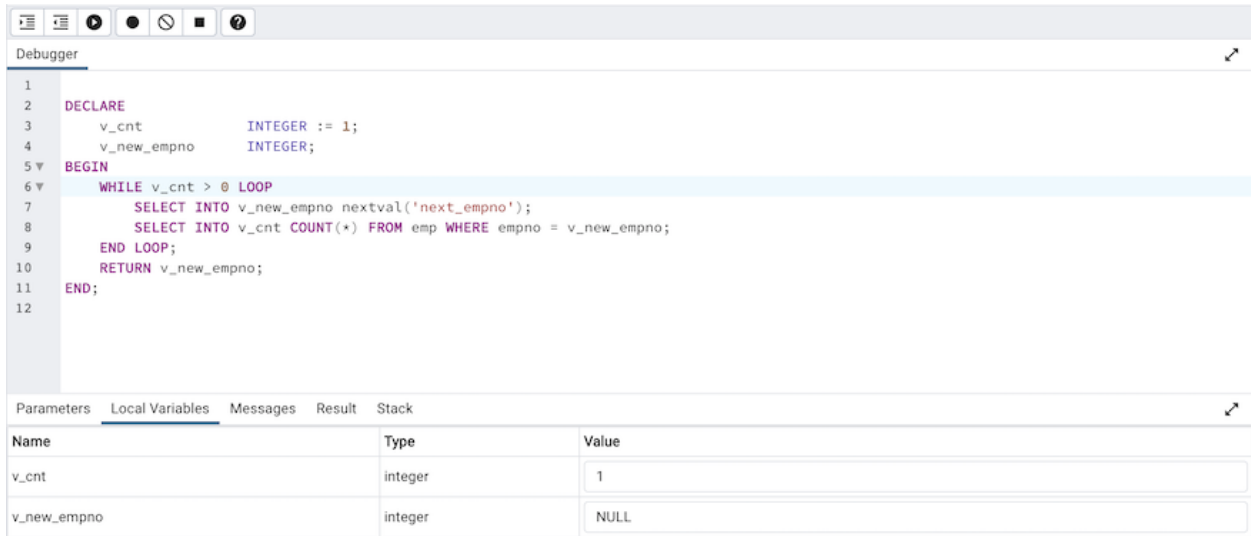 Debugger
1
2 DECLARE
3 v_cnt INTEGER := 1;
4 v_new_empno INTEGER;
5 BEGIN
6 WHILE v_cnt > 0 LOOP
7 SELECT INTO v_new_empno nextval('next_empno');
8 SELECT INTO v_cnt COUNT(*) FROM emp WHERE empno = v_new_empno;
9 END LOOP;
10 RETURN v_new_empno;
11 END;
12
Parameters Local Variables Messages Result Stack
Name Type Value
v_cnt integer 1
v_new_empno integer NULL